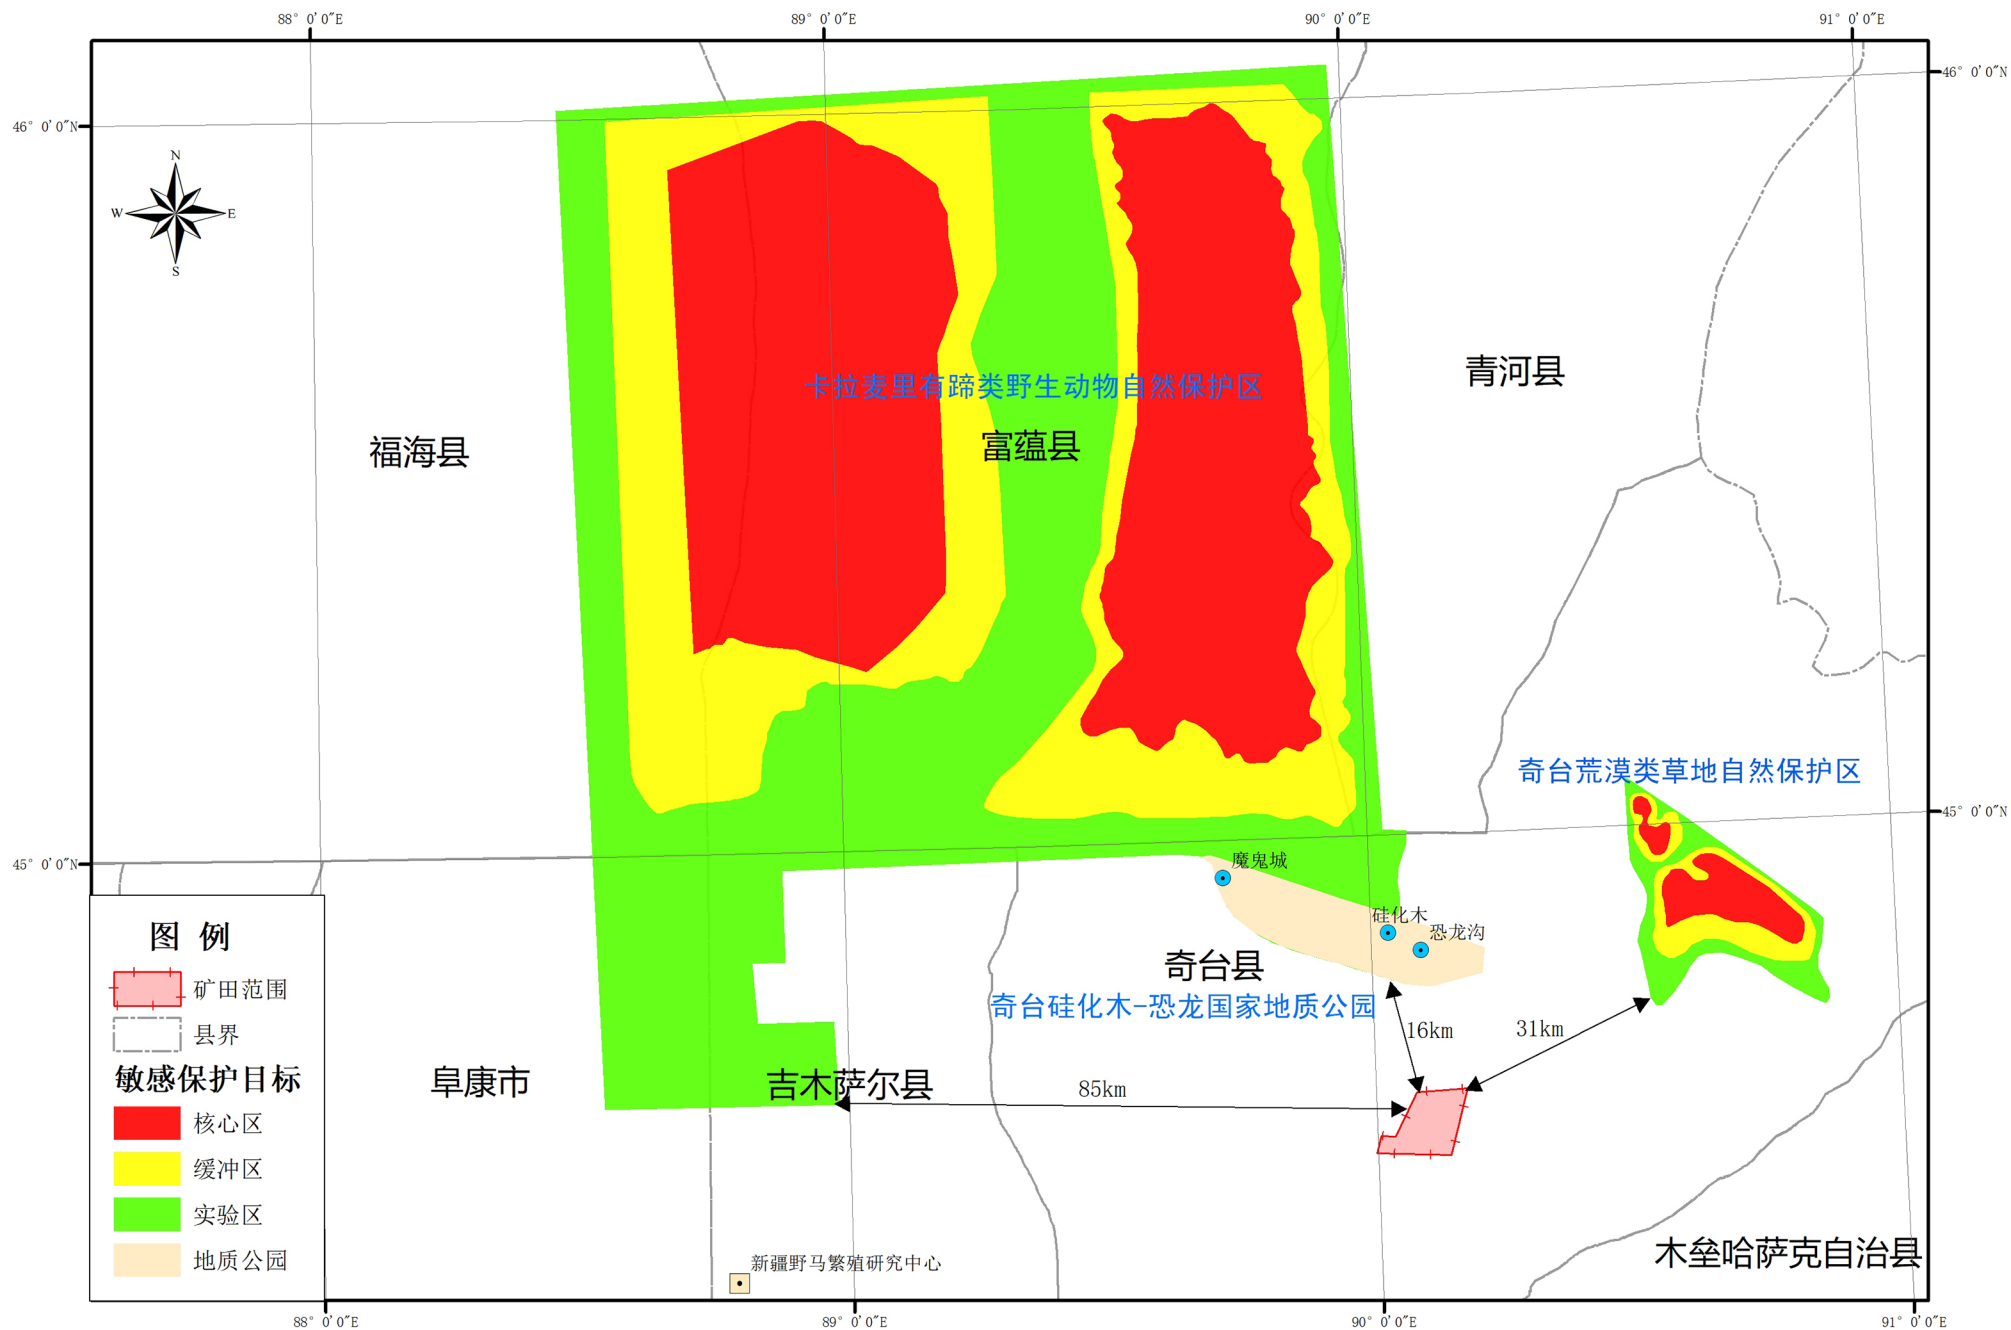 88° 0′0″E
89° 0′0″E
90° 0′0″E
91° 0′0″E
46° 0′0″N
46° 0′0″N
N
W
E
S
青河县
卡拉麦里有蹄类野生动物自然保护区
福海县
富蕴县
奇台荒漠类草地自然保护区
45° 0′0″N
45° 0′0″N
魔鬼城
硅化木
恐龙沟
奇台县
奇台硅化木-恐龙国家地质公园
16km
31km
阜康市
吉木萨尔县
85km
木垒哈萨克自治县
新疆野马繁殖研究中心
图 例
矿田范围
县界
敏感保护目标
核心区
缓冲区
实验区
地质公园
88° 0′0″E
89° 0′0″E
90° 0′0″E
91° 0′0″E